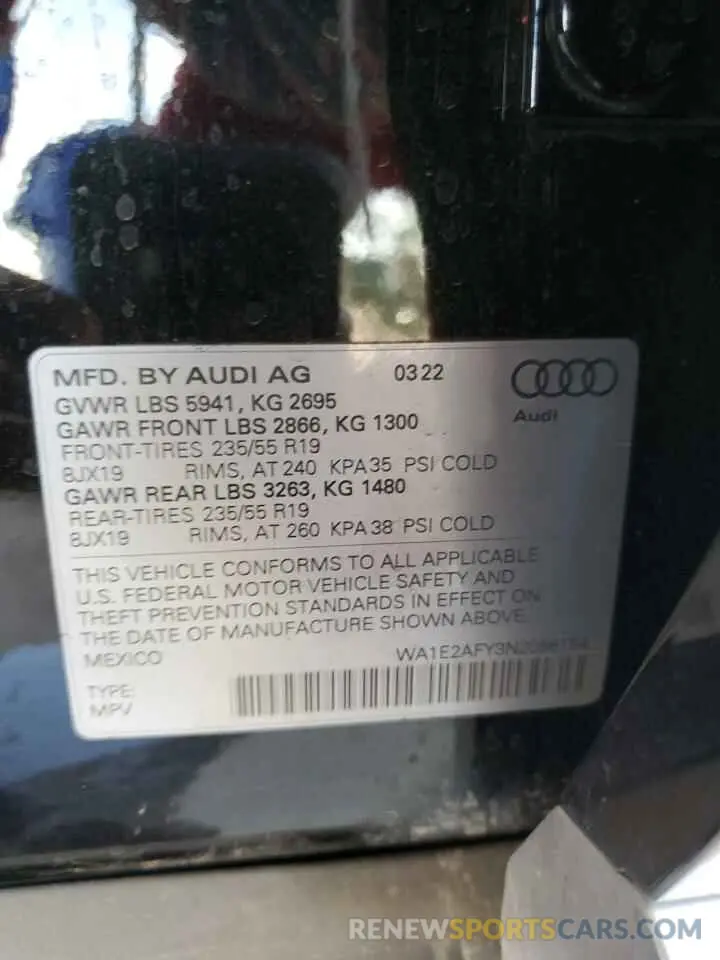 MFD. BY AUDI AG 03 22
GVWR LBS 5941, KG 2695
Audi
GAWR FRONT LBS 2866, KG 1300
FRONT-TIRES 235/55 R19
8JX19 RIMS, AT 240 KPA 35 PSI COLD
GAWR REAR LBS 3263, KG 1480
REAR-TIRES 235/55 R19
8JX19 RIMS, AT 260 KPA 38 PSI COLD
THIS VEHICLE CONFORMS TO ALL APPLICABLE
U.S. FEDERAL MOTOR VEHICLE SAFETY AND
THEFT PREVENTION STANDARDS IN EFFECT ON
THE DATE OF MANUFACTURE SHOWN ABOVE
MEXICO
TYPE:
MPV
RENEWSPORTSCARS.COM